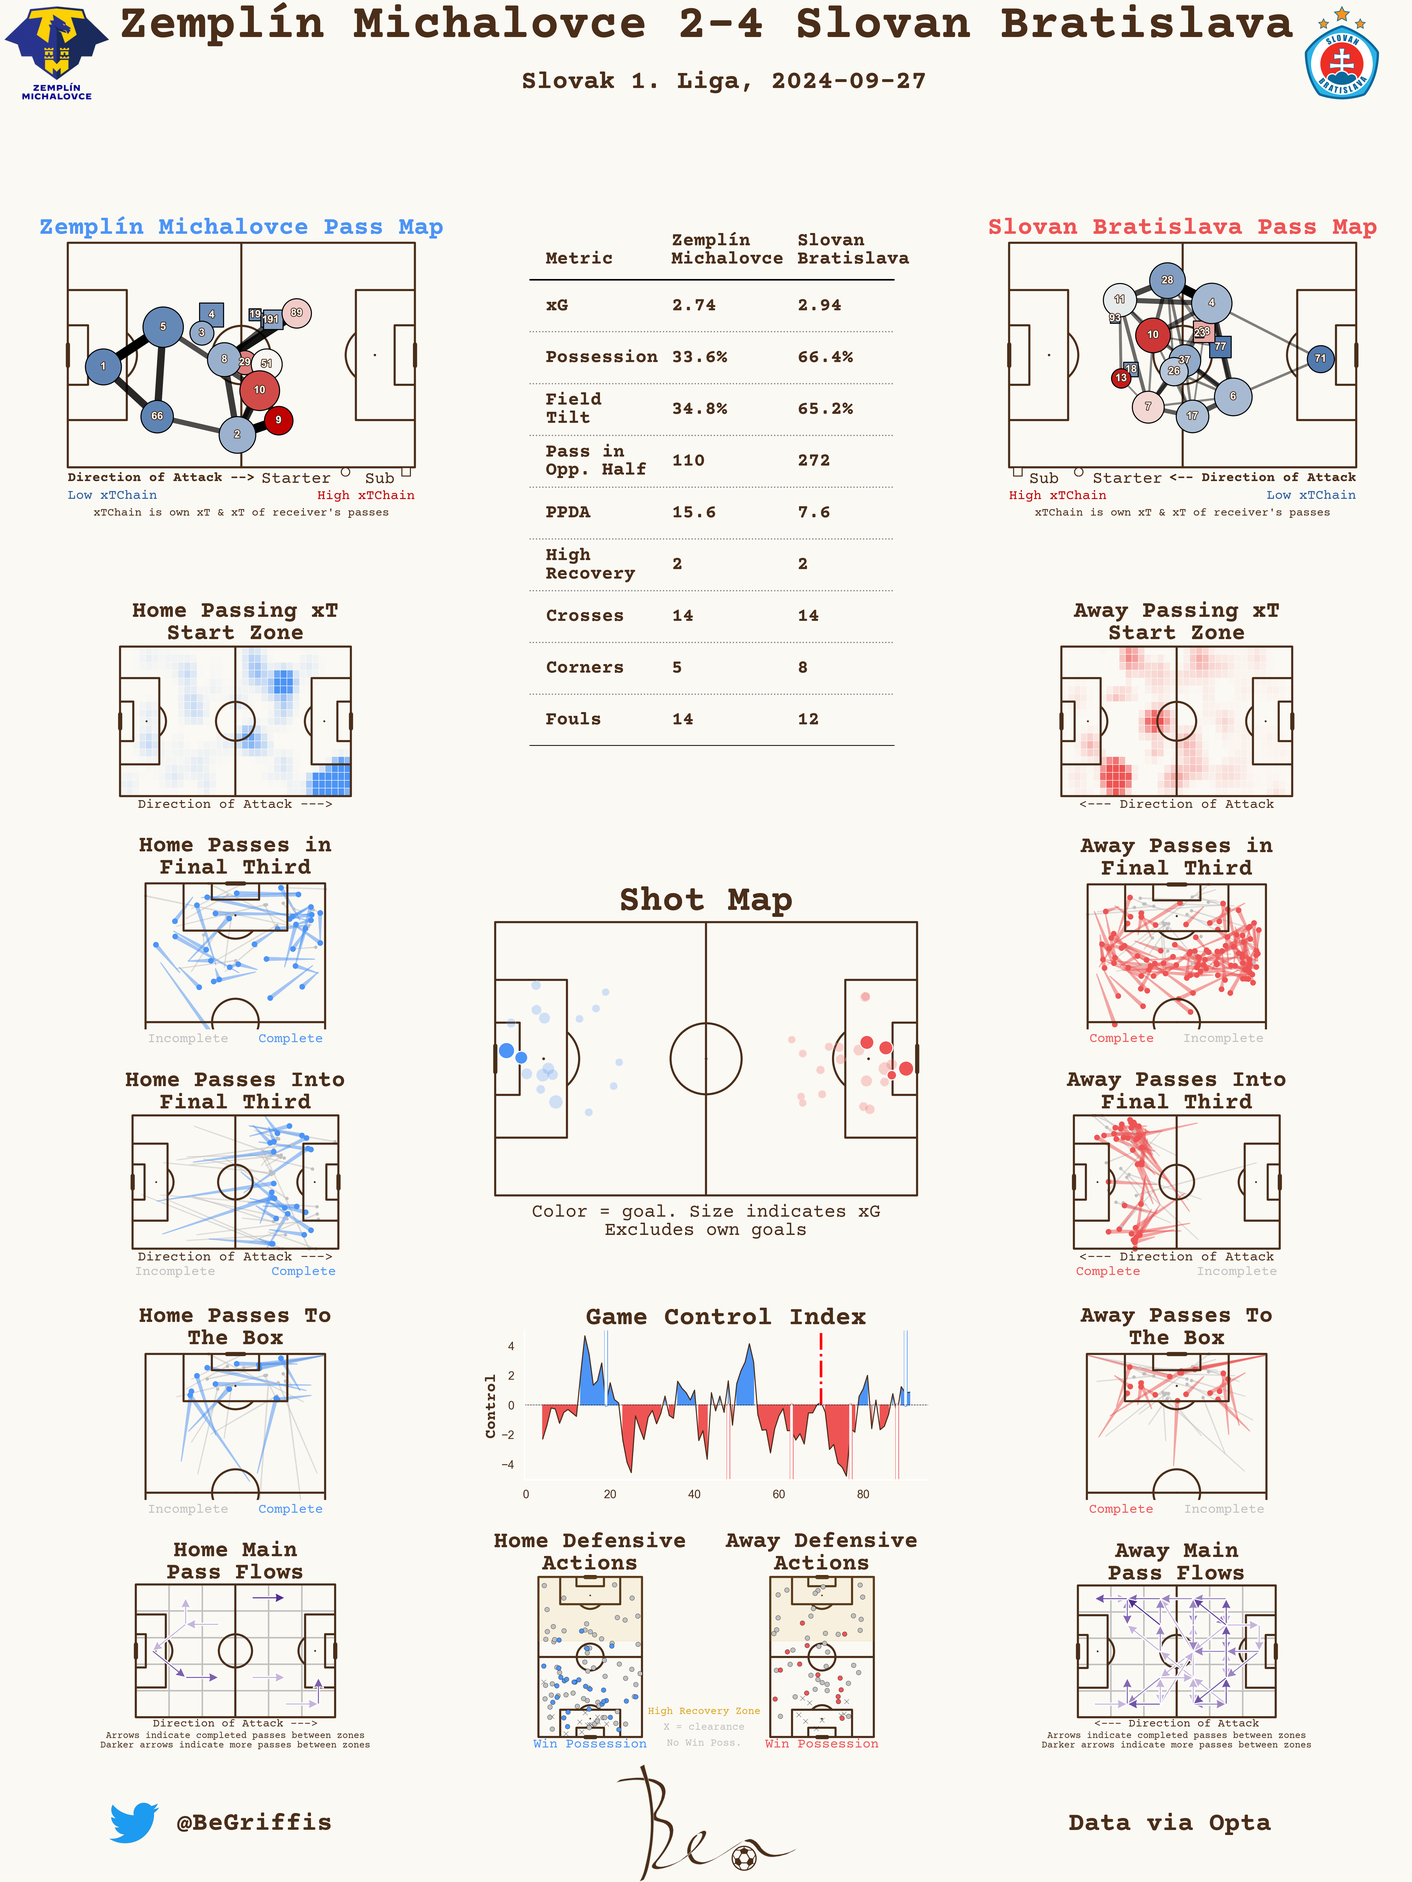 Zemplín Michalovce 2-4 Slovan Bratislava
Slovak 1. Liga, 2024-09-27
ZEMPLÍN
MICHALOVCE
SLOVAN
BRATISLAVA
Zemplín Michalovce Pass Map
1
5
66
4
3
8
2
29
51
10
9
19
191
89
Direction of Attack --> Starter Sub
Low xTChain High xTChain
xTChain is own xT & xT of receiver's passes
Metric Zemplín Michalovce Slovan Bratislava
xG 2.74 2.94
Possession 33.6% 66.4%
Field Tilt 34.8% 65.2%
Pass in Opp. Half 110 272
PPDA 15.6 7.6
High Recovery 2 2
Crosses 14 14
Corners 5 8
Fouls 14 12
Slovan Bratislava Pass Map
28
11
4
93
10
23
77
37
71
18
13
26
7
17
6
Sub Starter <-- Direction of Attack
High xTChain Low xTChain
xTChain is own xT & xT of receiver's passes
Home Passing xT
Start Zone
Direction of Attack --->
Away Passing xT
Start Zone
<--- Direction of Attack
Home Passes in
Final Third
Incomplete Complete
Away Passes in
Final Third
Complete Incomplete
Shot Map
Color = goal. Size indicates xG
Excludes own goals
Home Passes Into
Final Third
Direction of Attack --->
Incomplete Complete
Away Passes Into
Final Third
<--- Direction of Attack
Complete Incomplete
Home Passes To
The Box
Incomplete Complete
Game Control Index
Control
4
2
0
−2
−4
0 20 40 60 80
Away Passes To
The Box
Complete Incomplete
Home Main
Pass Flows
Direction of Attack --->
Arrows indicate completed passes between zones
Darker arrows indicate more passes between zones
Home Defensive
Actions
Win Possession
Away Defensive
Actions
Win Possession
High Recovery Zone
X = clearance
No Win Poss.
Away Main
Pass Flows
<--- Direction of Attack
Arrows indicate completed passes between zones
Darker arrows indicate more passes between zones
@BeGriffis
Ben
Data via Opta